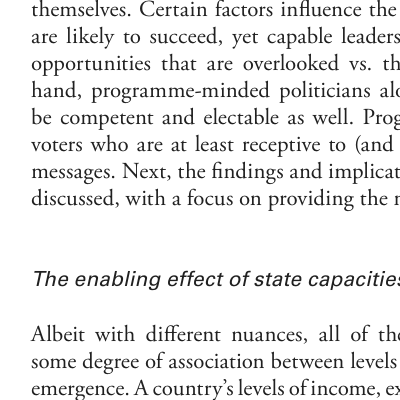 themselves. Certain factors influence the
are likely to succeed, yet capable leaders
opportunities that are overlooked vs. th
hand, programme-minded politicians alo
be competent and electable as well. Prog
voters who are at least receptive to (and
messages. Next, the findings and implicat
discussed, with a focus on providing the
The enabling effect of state capacities
Albeit with different nuances, all of the
some degree of association between levels
emergence. A country's levels of income, ex